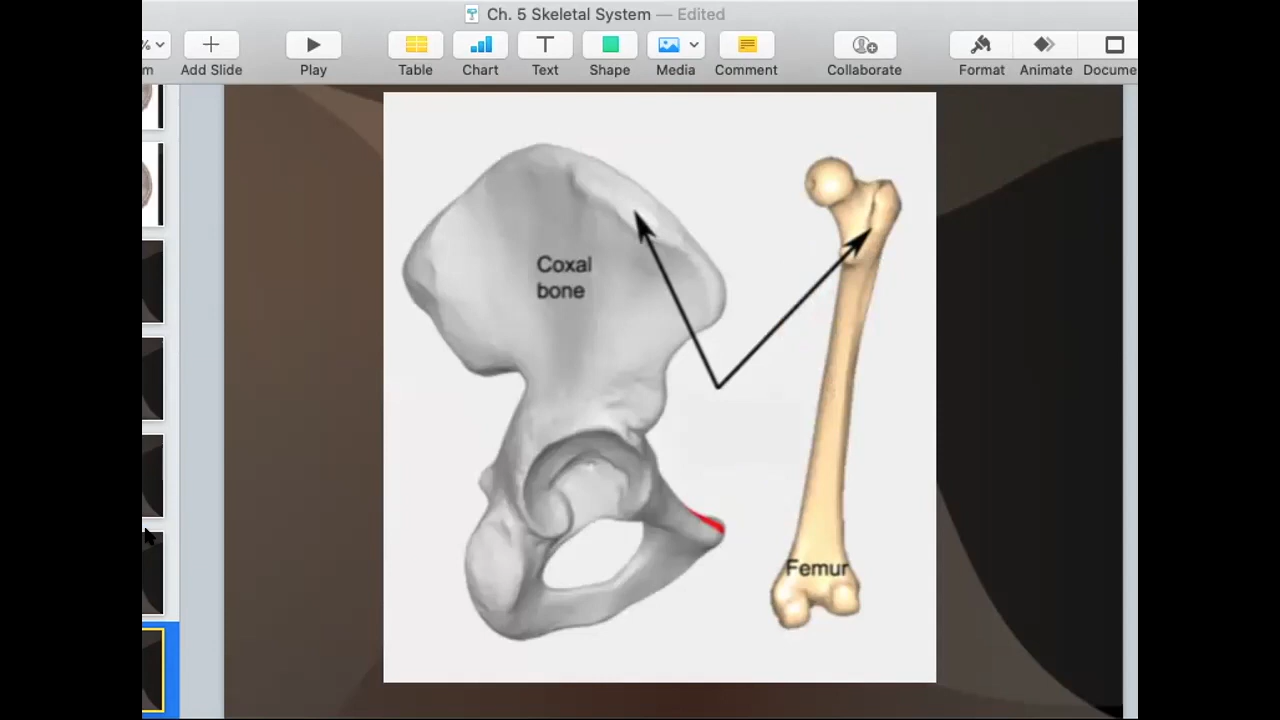 Ch. 5 Skeletal System — Edited
% m Add Slide Play Table Chart Text Shape Media Comment Collaborate Format Animate Docume
Coxal
bone
Femur